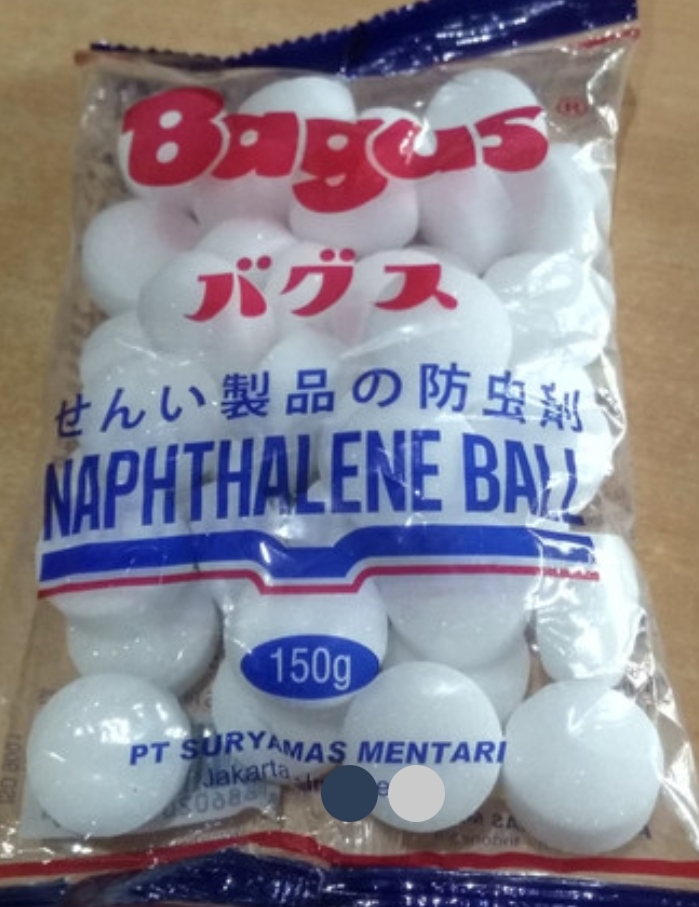 Bagus ®
バグス
せんい製品の防虫剤
NAPHTHALENE BALL
150g
PT SURYAMAS MENTARI
Jakarta